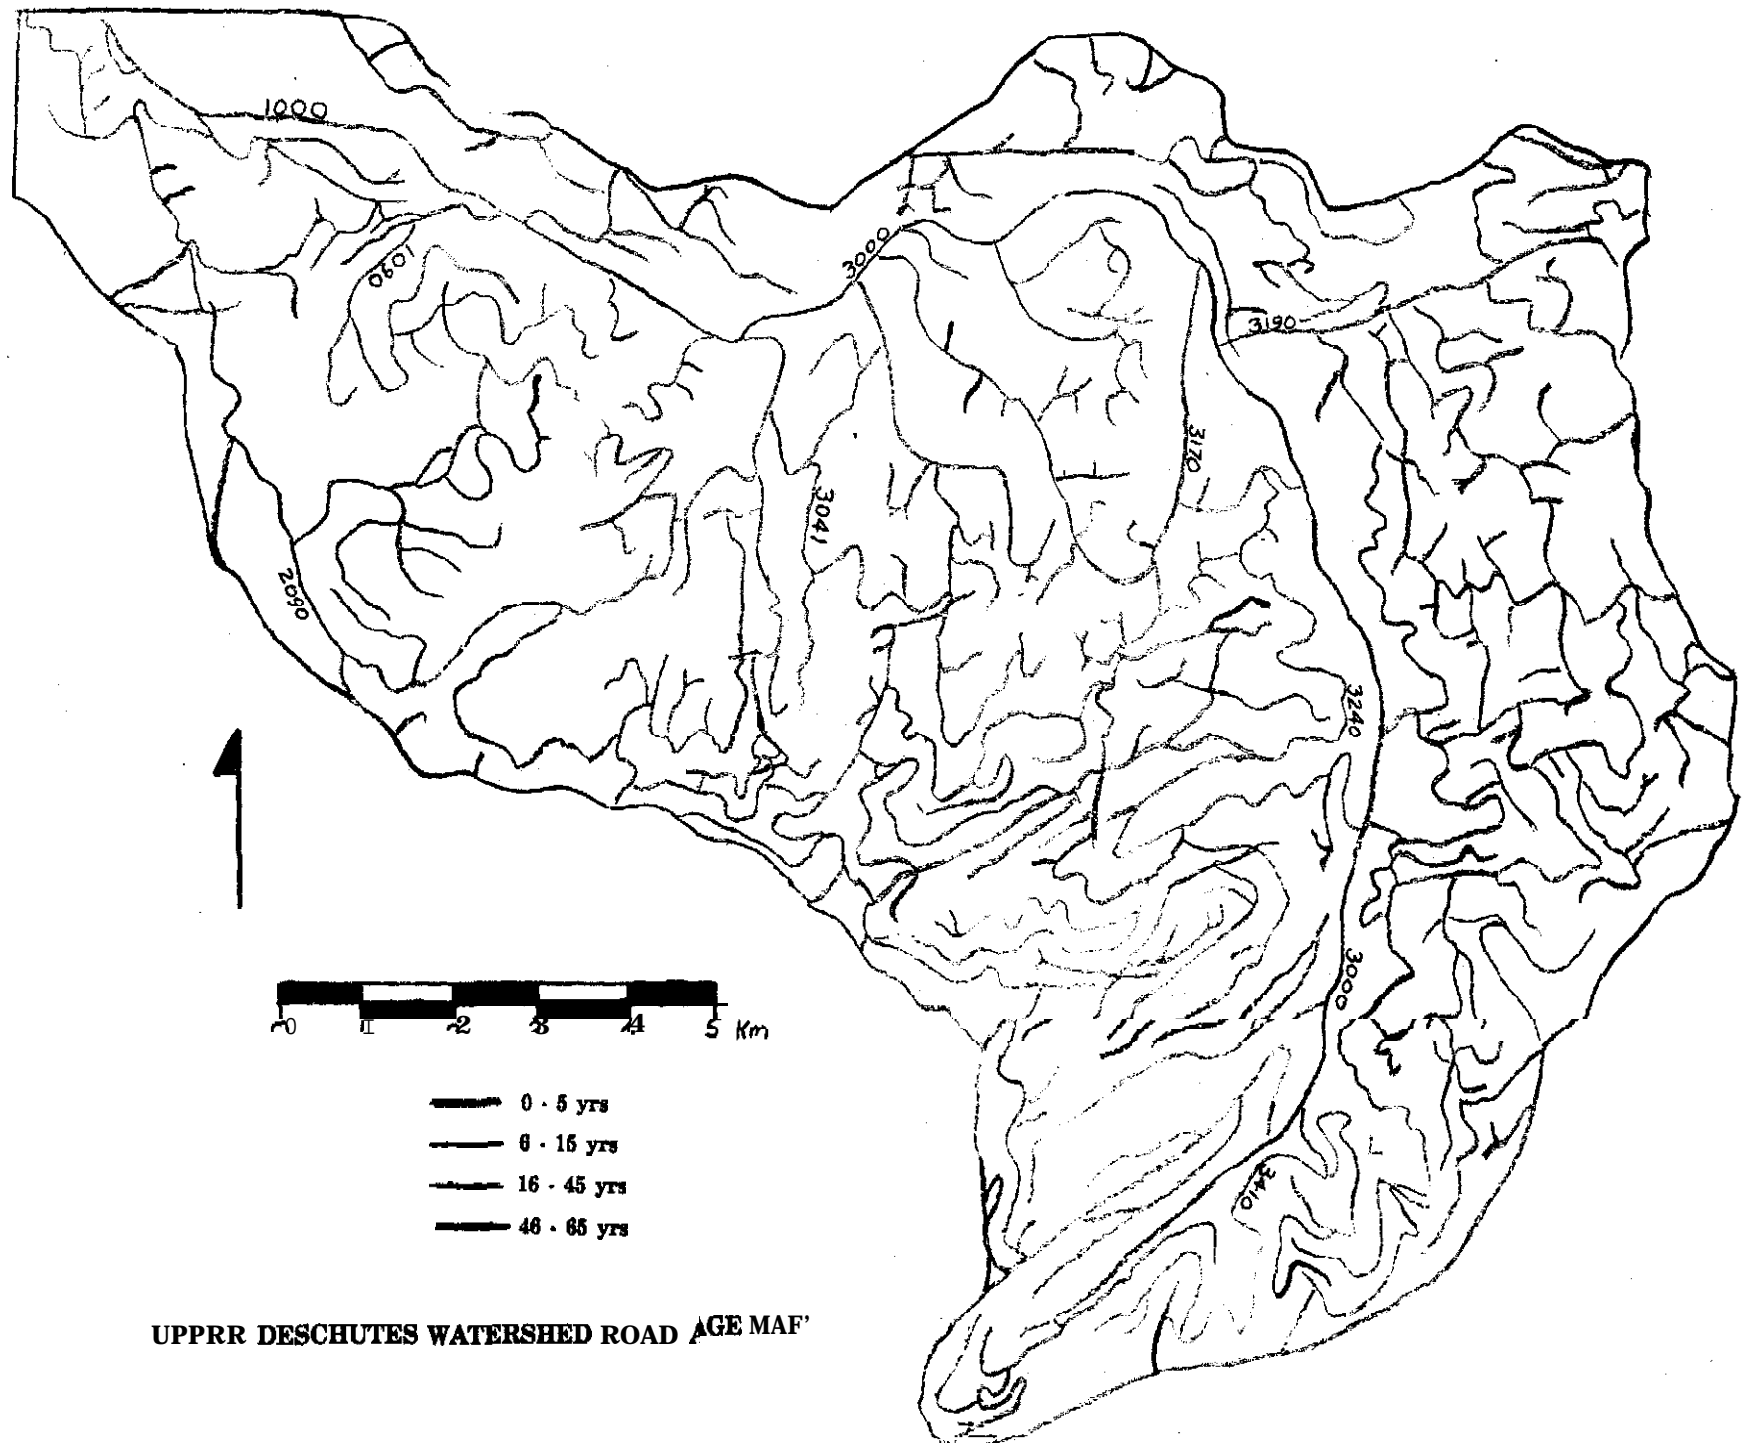 1000
1090
3000
3190
3170
3041
2090
3240
3000
0 1 2 3 4 5 Km
0 - 5 yrs
6 - 15 yrs
16 - 45 yrs
46 - 65 yrs
3410
UPPRR DESCHUTES WATERSHED ROAD AGE MAF'